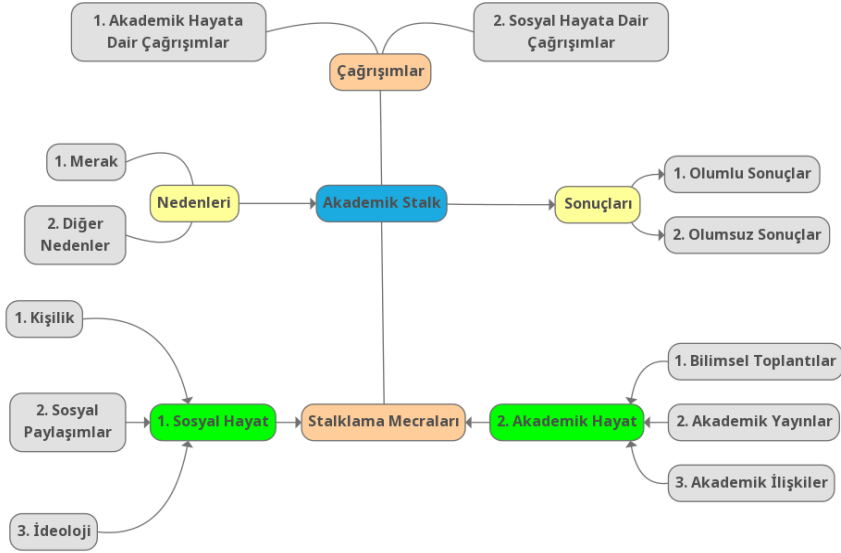 1. Akademik Hayata
Dair Çağrışımlar
2. Sosyal Hayata Dair
Çağrışımlar
Çağrışımlar
1. Merak
Nedenleri
2. Diğer
Nedenler
Akademik Stalk
Sonuçları
1. Olumlu Sonuçlar
2. Olumsuz Sonuçlar
1. Kişilik
2. Sosyal
Paylaşımlar
3. İdeoloji
1. Sosyal Hayat
Stalklama Mecraları
2. Akademik Hayat
1. Bilimsel Toplantılar
2. Akademik Yayınlar
3. Akademik İlişkiler